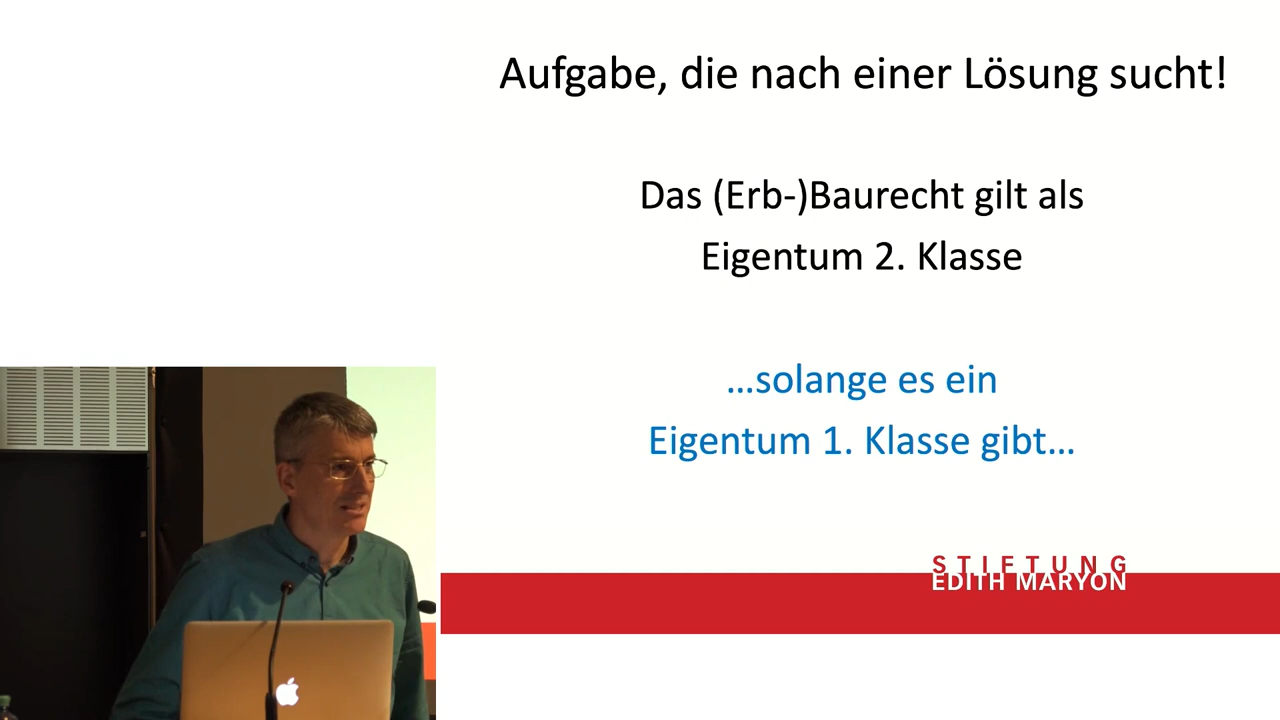 Aufgabe, die nach einer Lösung sucht!
Das (Erb-)Baurecht gilt als
Eigentum 2. Klasse
…solange es ein
Eigentum 1. Klasse gibt…
STIFTUNG
EDITH MARYON